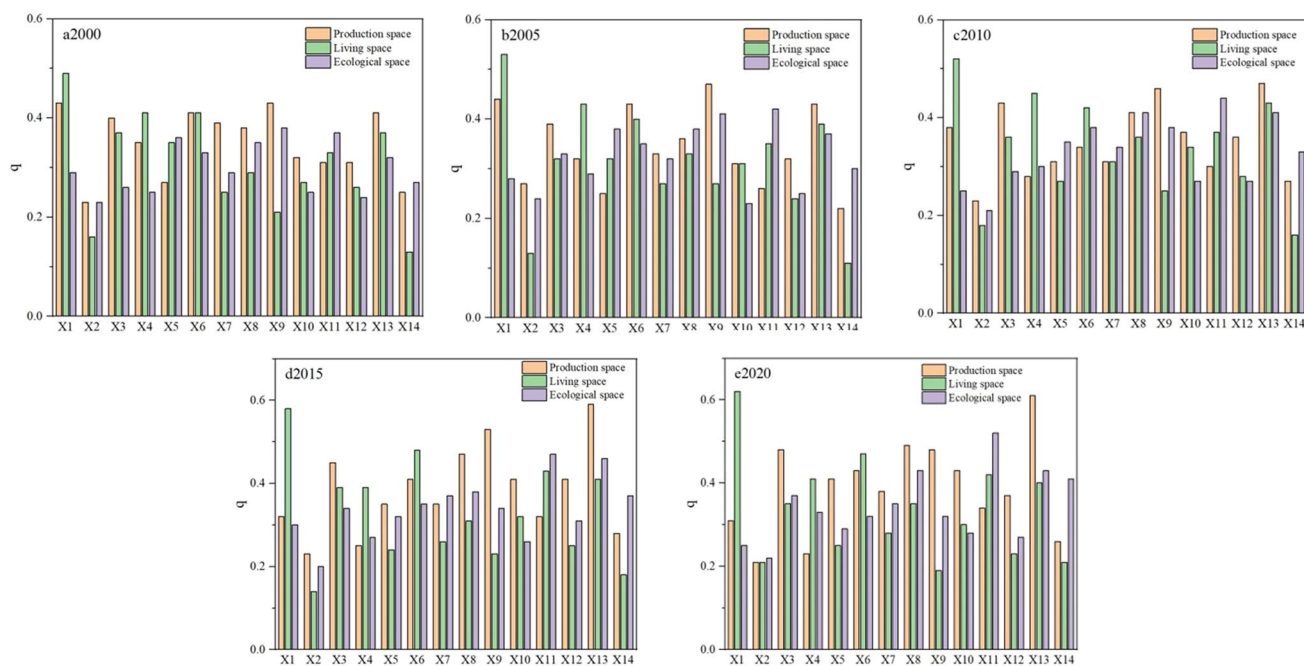 a2000
Production space
Living space
Ecological space
q
0.6
0.4
0.2
0.0
X1 X2 X3 X4 X5 X6 X7 X8 X9 X10 X11 X12 X13 X14
b2005
Production space
Living space
Ecological space
q
0.6
0.4
0.2
0.0
X1 X2 X3 X4 X5 X6 X7 X8 X9 X10 X11 X12 X13 X14
c2010
Production space
Living space
Ecological space
q
0.6
0.4
0.2
0.0
X1 X2 X3 X4 X5 X6 X7 X8 X9 X10 X11 X12 X13 X14
d2015
Production space
Living space
Ecological space
q
0.6
0.4
0.2
0.0
X1 X2 X3 X4 X5 X6 X7 X8 X9 X10 X11 X12 X13 X14
e2020
Production space
Living space
Ecological space
q
0.6
0.4
0.2
0.0
X1 X2 X3 X4 X5 X6 X7 X8 X9 X10 X11 X12 X13 X14